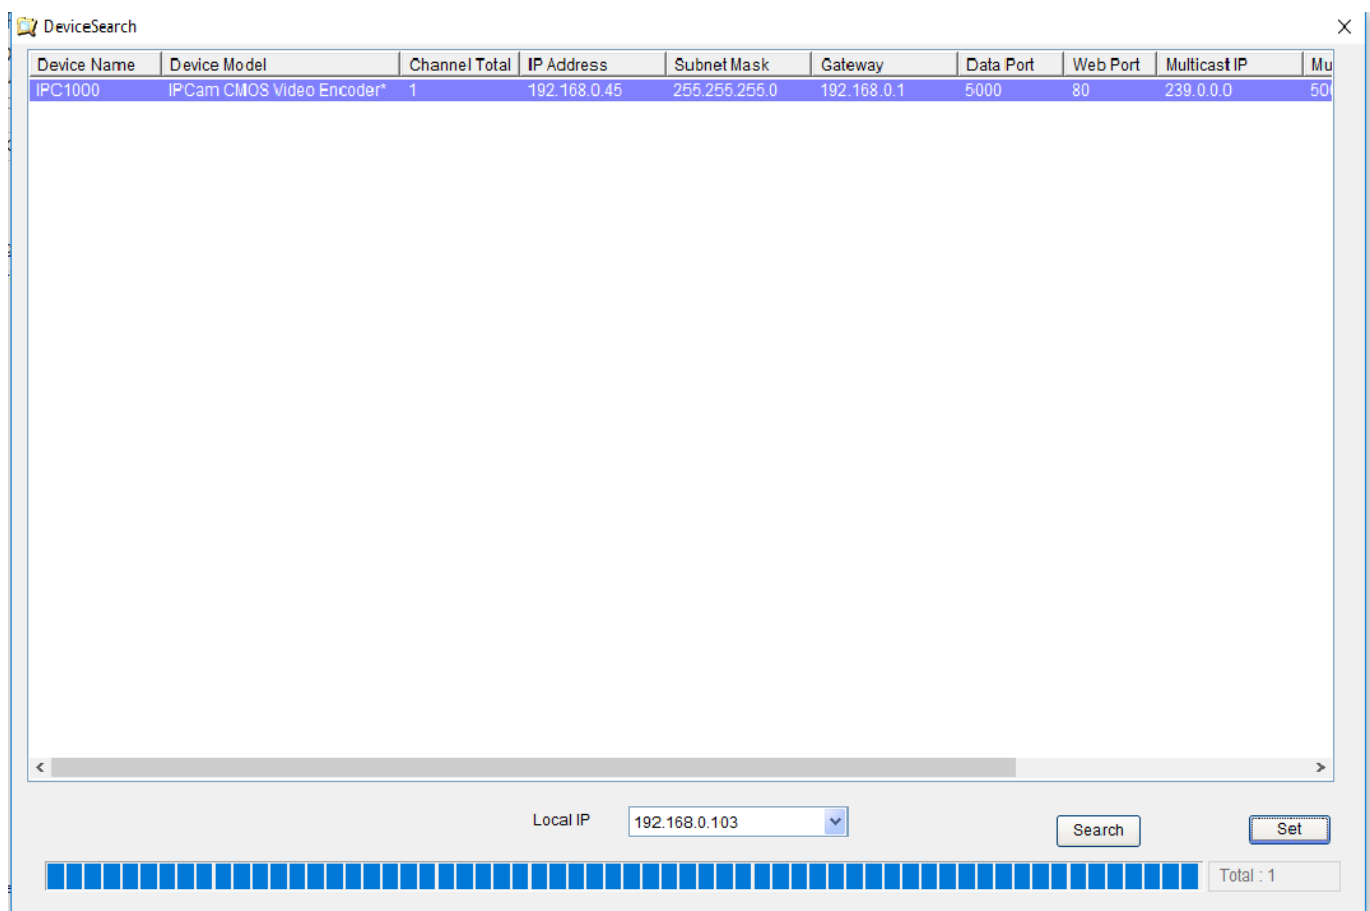 DeviceSearch
Device Name Device Model Channel Total IP Address Subnet Mask Gateway Data Port Web Port Multicast IP Mu
IPC1000 IPCam CMOS Video Encoder* 1 192.168.0.45 255.255.255.0 192.168.0.1 5000 80 239.0.0.0 500
Local IP 192.168.0.103 Search Set
Total : 1